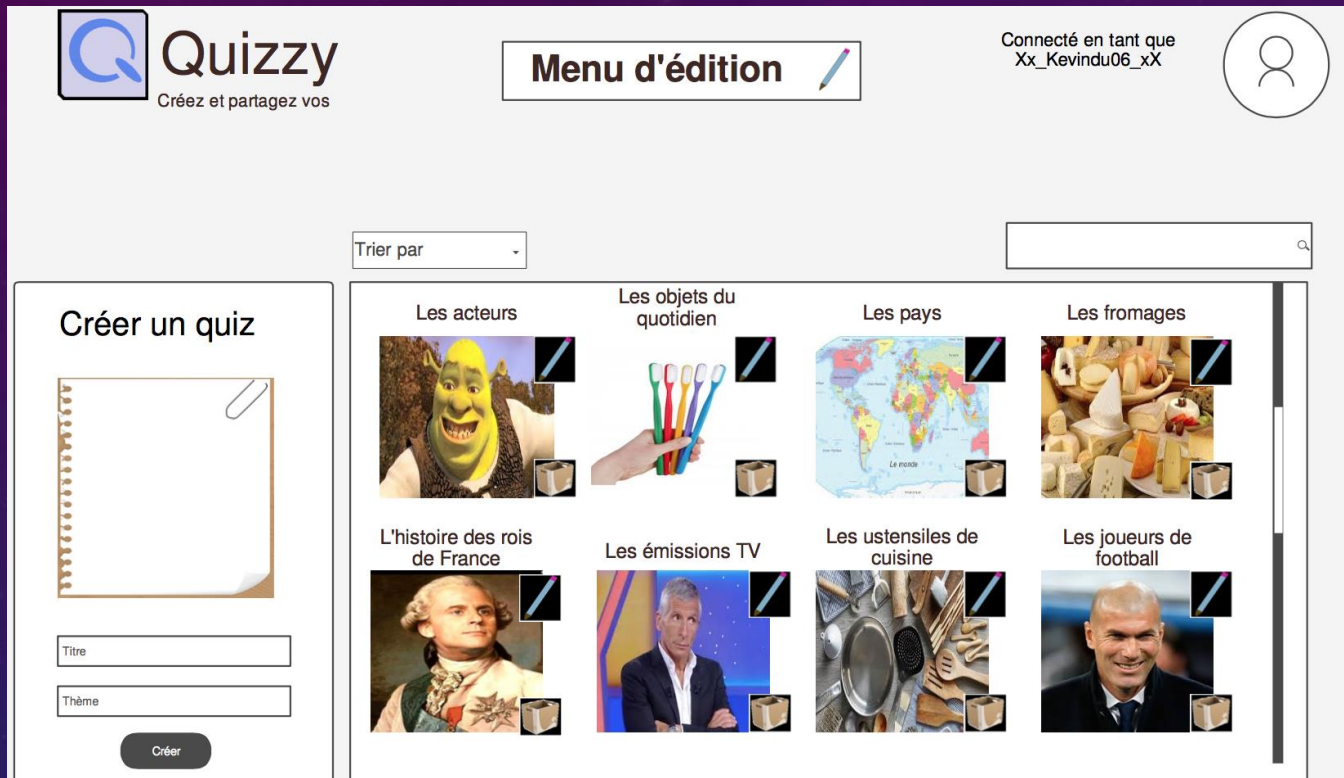 Quizzy
Créez et partagez vos
Menu d'édition
Connecté en tant que
Xx_Kevindu06_xX
Trier par
Créer un quiz
Titre
Thème
Créer
Les acteurs
Les objets du
quotidien
Les pays
Les fromages
Le monde
L'histoire des rois
de France
Les émissions TV
Les ustensiles de
cuisine
Les joueurs de
football